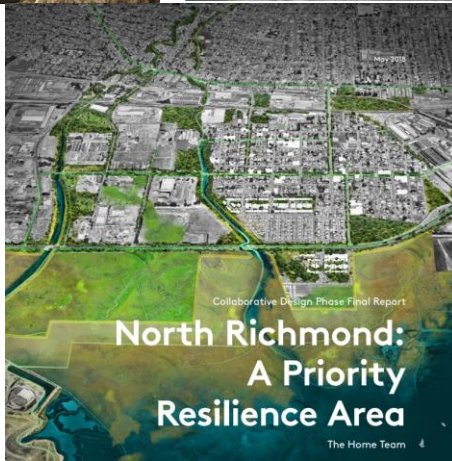 May 2018
Collaborative Design Phase Final Report
North Richmond:
A Priority
Resilience Area
The Home Team